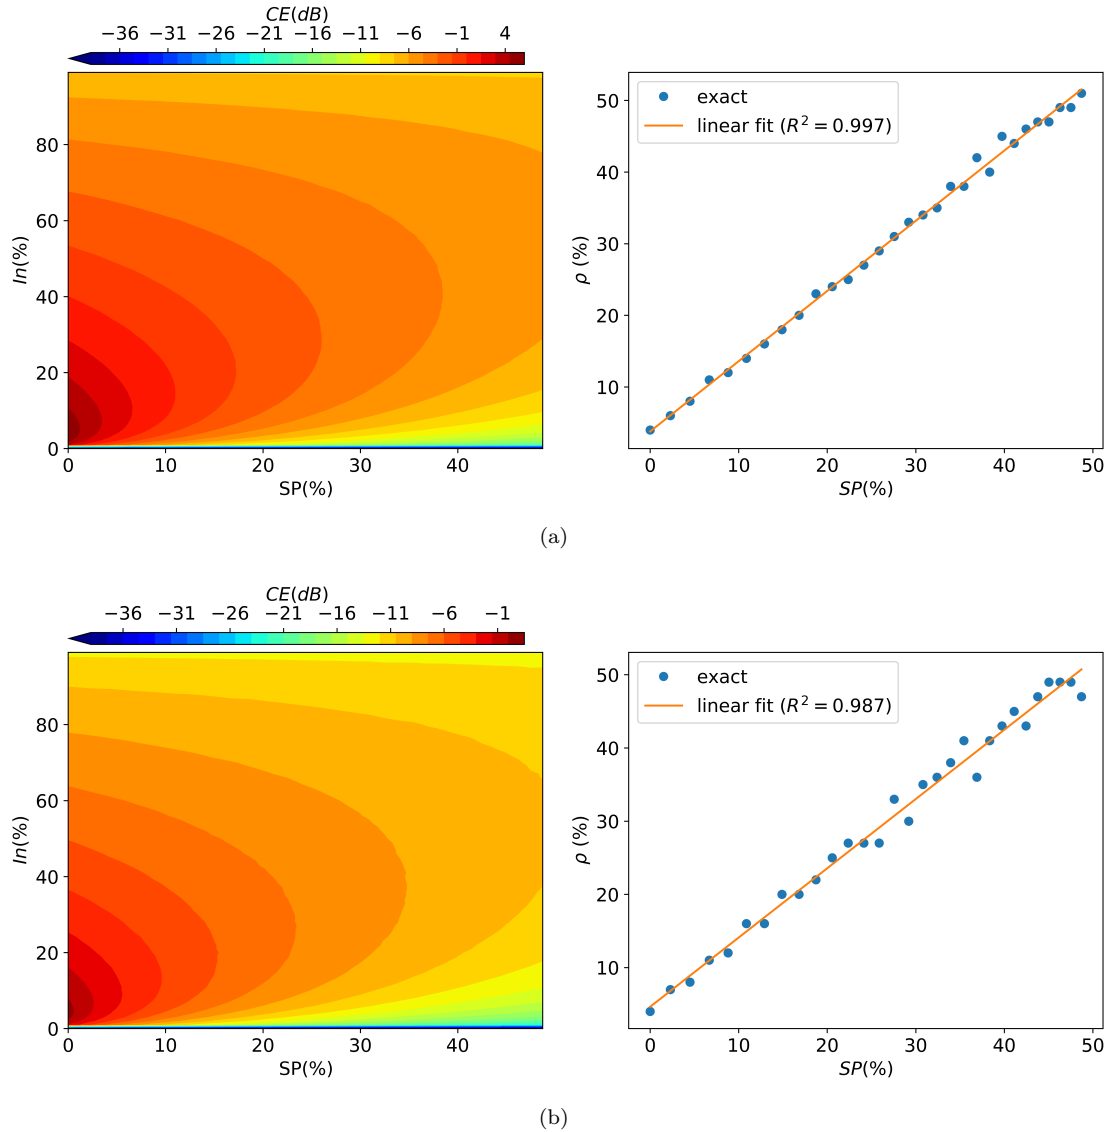 CE(dB)
−36 −31 −26 −21 −16 −11 −6 −1 4
In(%)
80
60
40
20
0
0 10 20 30 40
SP(%)
exact
linear fit (R² = 0.997)
ρ (%)
50
40
30
20
10
0 10 20 30 40 50
SP(%)
(a)
CE(dB)
−36 −31 −26 −21 −16 −11 −6 −1
In(%)
80
60
40
20
0
0 10 20 30 40
SP(%)
exact
linear fit (R² = 0.987)
ρ (%)
50
40
30
20
10
0 10 20 30 40 50
SP(%)
(b)